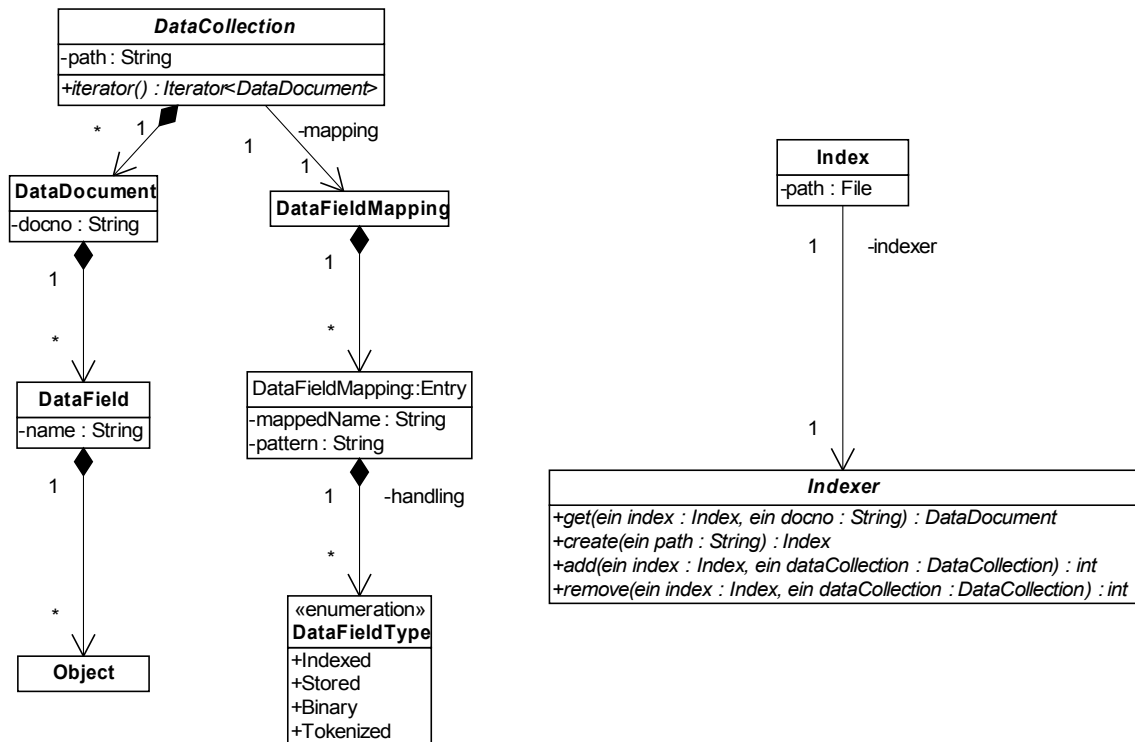 DataCollection
-path : String
+iterator() : Iterator<DataDocument>
* 1 1 -mapping
1
DataDocument
-docno : String
DataFieldMapping
1
*
1
*
DataField
-name : String
DataFieldMapping::Entry
-mappedName : String
-pattern : String
1
*
1 -handling
*
Object
«enumeration»
DataFieldType
+Indexed
+Stored
+Binary
+Tokenized
Index
-path : File
1 -indexer
1
Indexer
+get(ein index : Index, ein docno : String) : DataDocument
+create(ein path : String) : Index
+add(ein index : Index, ein dataCollection : DataCollection) : int
+remove(ein index : Index, ein dataCollection : DataCollection) : int